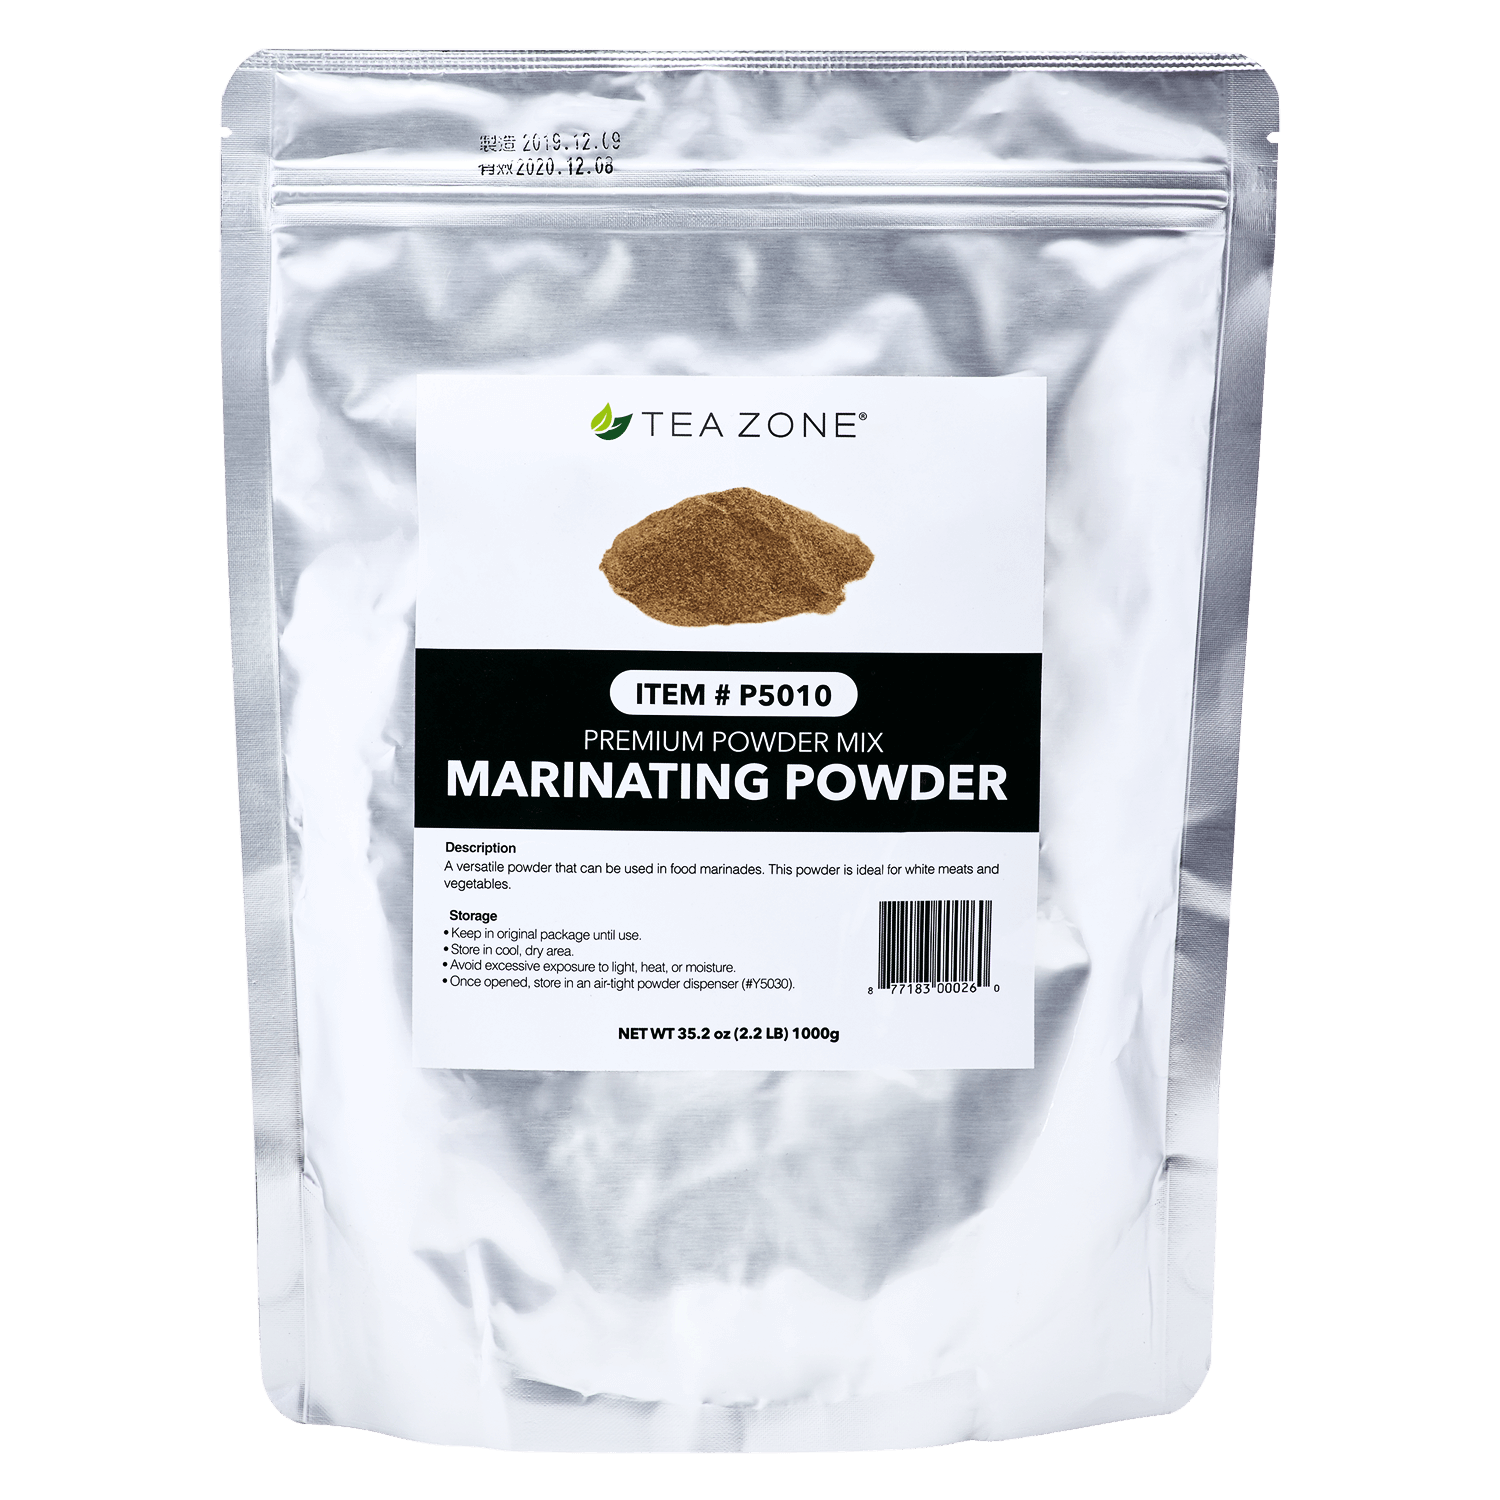 製造 2019.12.09
有效 2020.12.08
TEA ZONE®
ITEM # P5010
PREMIUM POWDER MIX
MARINATING POWDER
Description
A versatile powder that can be used in food marinades. This powder is ideal for white meats and
vegetables.
Storage
• Keep in original package until use.
• Store in cool, dry area.
• Avoid excessive exposure to light, heat, or moisture.
• Once opened, store in an air-tight powder dispenser (#Y5030).
8 77183 00026 0
NET WT 35.2 oz (2.2 LB) 1000g